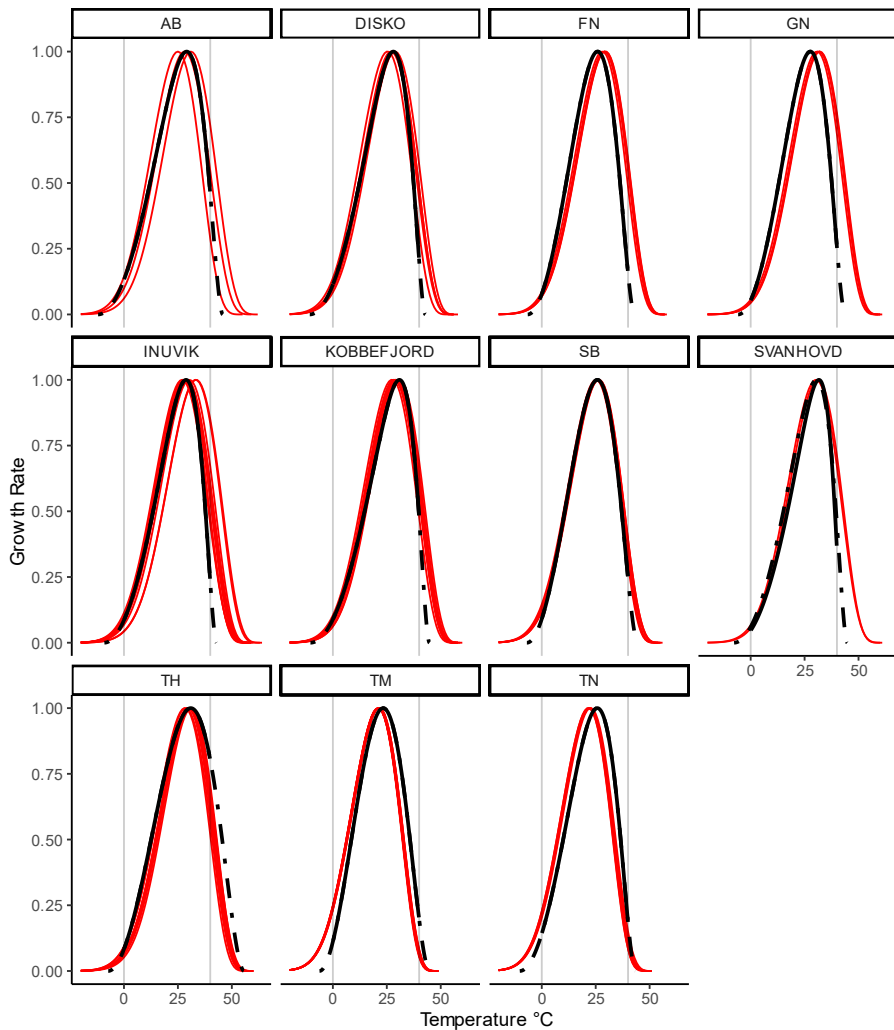 AB DISKO FN GN
1.00
0.75
0.50
0.25
0.00
INUVIK KOBBEFJORD SB SVANHOVD
1.00
0.75
0.50
0.25
0.00
0 25 50
TH TM TN
1.00
0.75
0.50
0.25
0.00
0 25 50 0 25 50 0 25 50
Growth Rate
Temperature °C